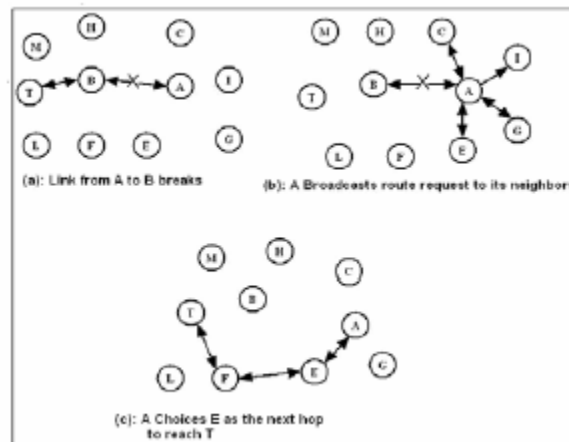 H
C
M
B
A
I
T
L
F
E
G
(a): Link from A to B breaks
M
H
C
I
B
A
T
G
L
F
E
(b): A Broadcasts route request to its neighbor
M
H
C
T
B
A
L
F
E
G
(c): A Choices E as the next hop
to reach T